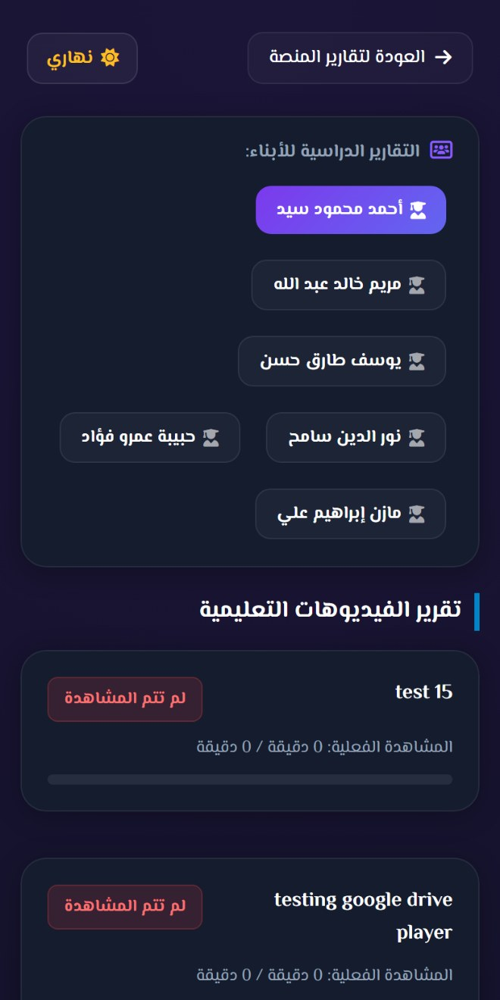 العودة لتقارير المنصة
نهاري
التقارير الدراسية للأبناء:
أحمد محمود سيد
مريم خالد عبد الله
يوسف طارق حسن
نور الدين سامح
حبيبة عمرو فؤاد
مازن إبراهيم علي
تقرير الفيديوهات التعليمية
test 15
لم تتم المشاهدة
المشاهدة الفعلية: 0 دقيقة / 0 دقيقة
testing google drive
player
لم تتم المشاهدة
المشاهدة الفعلية: 0 دقيقة / 0 دقيقة